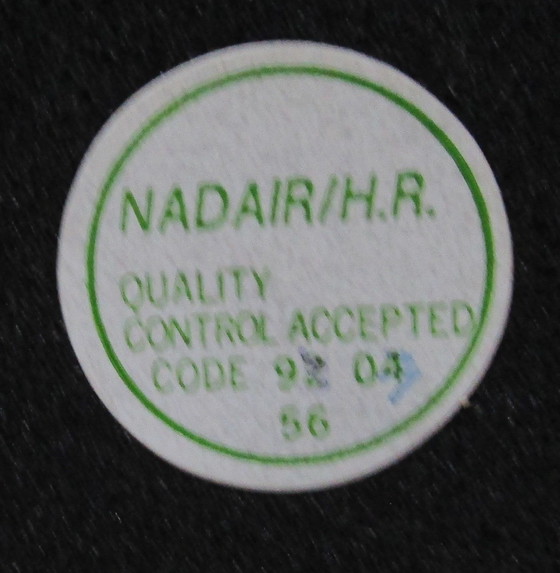 NADAIR/H.R.
QUALITY
CONTROL ACCEPTED
CODE 04
56